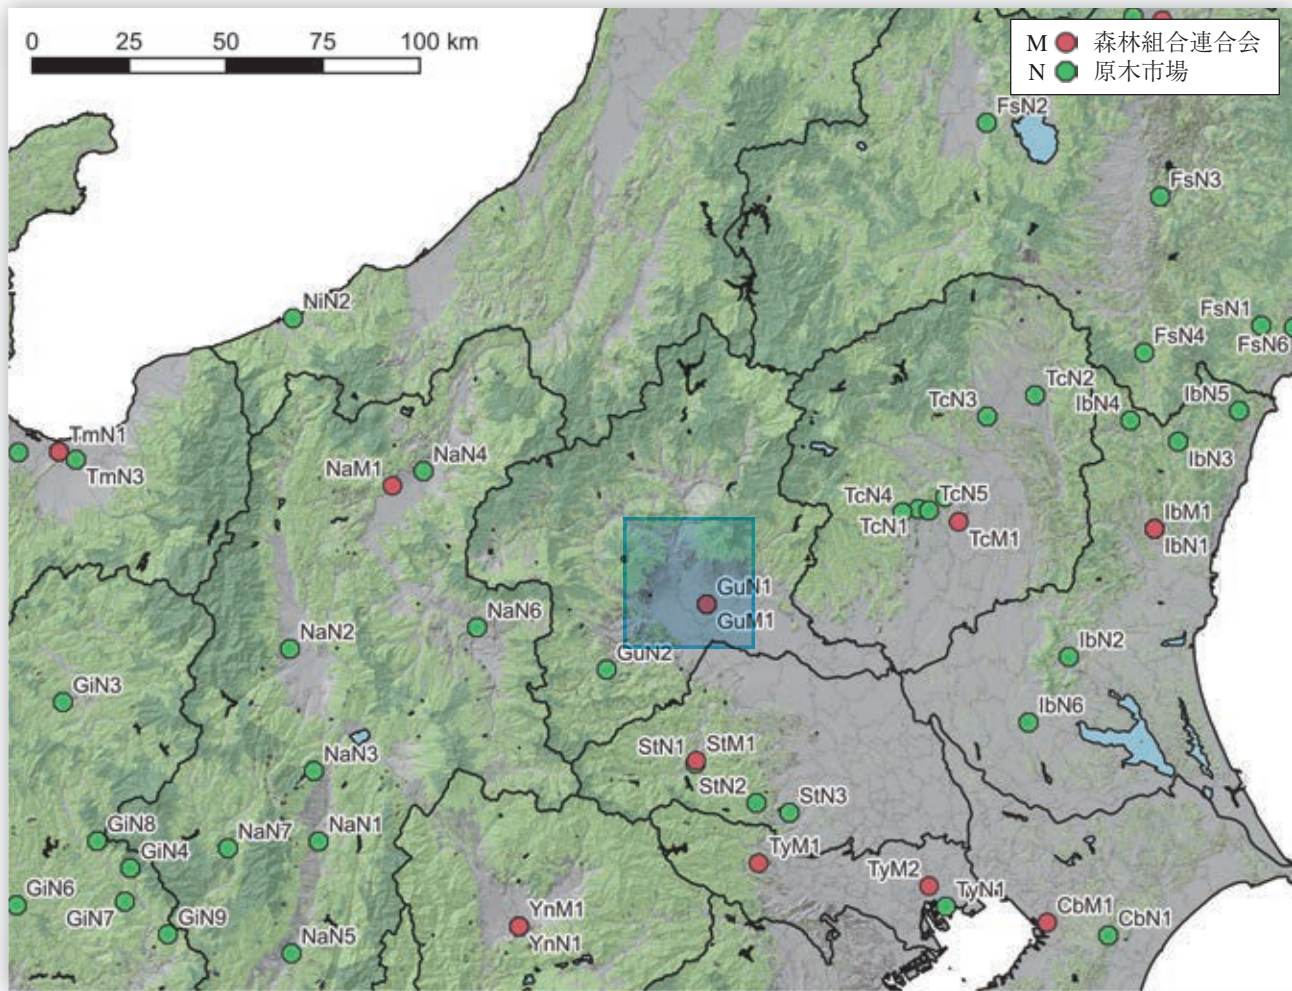 0 25 50 75 100 km
M 森林組合連合会
N 原木市場
FsN2
FsN3
NiN2
FsN1
FsN6
FsN4
TcN2
TcN3
IbN4
IbN5
TmN1
TmN3
NaM1
NaN4
IbN3
TcN4
TcN5
TcN1
TcM1
IbM1
IbN1
GuN1
GuM1
NaN6
NaN2
GuN2
IbN2
GiN3
IbN6
StN1
StM1
NaN3
StN2
StN3
GiN8
NaN7
NaN1
GiN4
TyM1
TyM2
TyN1
GiN6
GiN7
GiN9
YnM1
YnN1
CbM1
CbN1
NaN5